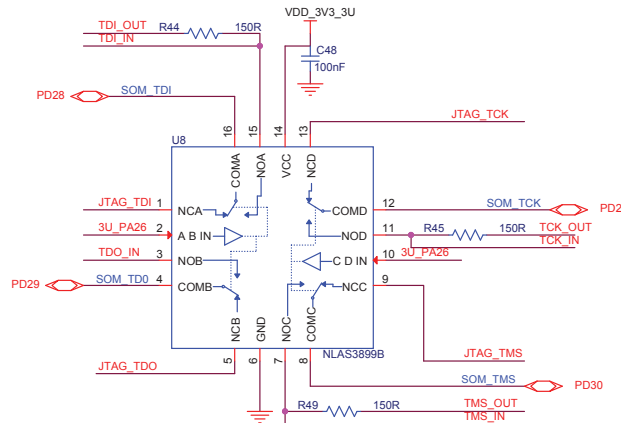 VDD_3V3_3U
TDI_OUT R44 150R
TDI_IN
C48
100nF
PD28 SOM_TDI
JTAG_TCK
16 15 14 13
U8
COMA NOA VCC NCD
JTAG_TDI 1 NCA
COMD 12 SOM_TCK PD2
3U_PA26 2 A B IN
NOD 11 R45 150R TCK_OUT
TCK_IN
TDO_IN 3 NOB
C D IN 10 3U_PA26
SOM_TD0 4 COMB
PD29
NCC 9
NCB GND NOC COMC
NLAS3899B
5 6 7 8
JTAG_TDO
JTAG_TMS
SOM_TMS PD30
R49 150R TMS_OUT
TMS_IN